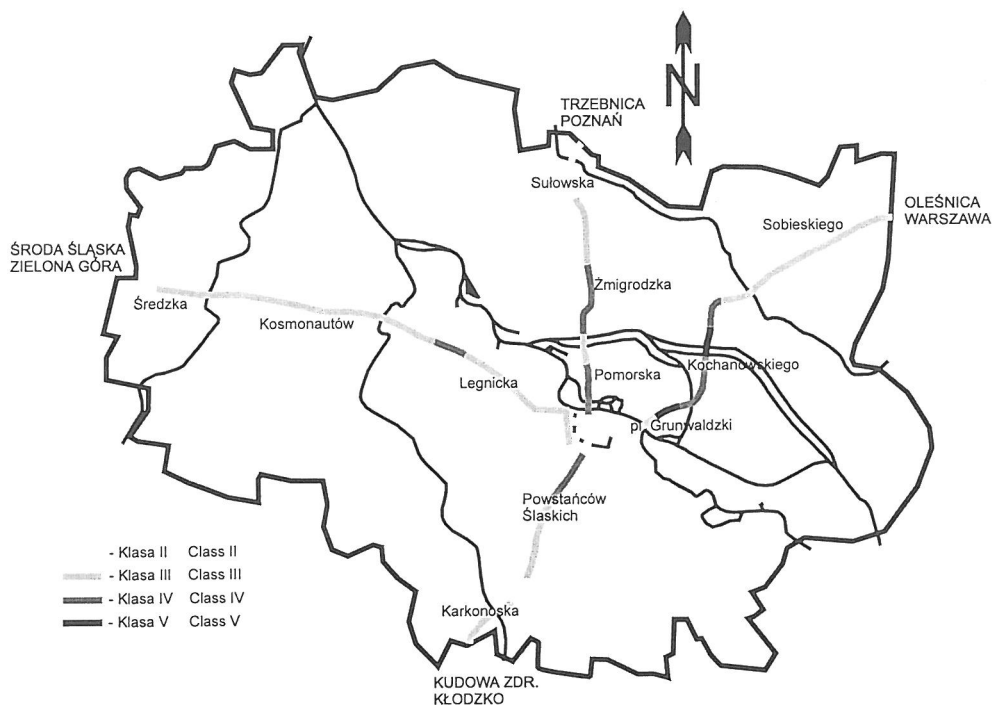 N
TRZEBNICA
POZNAŃ
Sułowska
OLEŚNICA
WARSZAWA
Sobieskiego
ŚRODA ŚLĄSKA
ZIELONA GÓRA
Żmigrodzka
Średzka
Kosmonautów
Kochanowskiego
Pomorska
Legnicka
pl. Grunwaldzki
Powstańców
Śląskich
- Klasa II Class II
- Klasa III Class III
- Klasa IV Class IV
- Klasa V Class V
Karkonoska
KUDOWA ZDR.
KŁODZKO